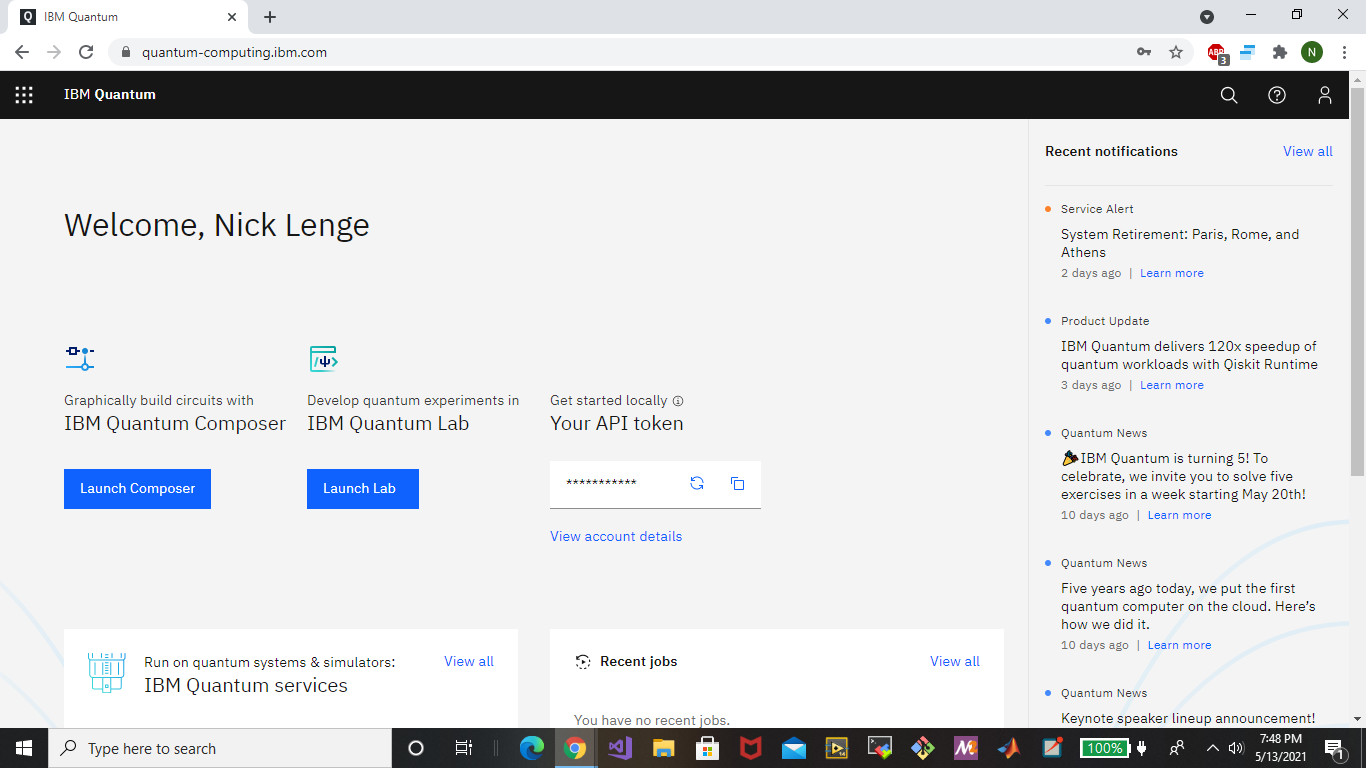 IBM Quantum
quantum-computing.ibm.com
ABP
3
N
IBM Quantum
Welcome, Nick Lenge
Graphically build circuits with
IBM Quantum Composer
Launch Composer
Develop quantum experiments in
IBM Quantum Lab
Launch Lab
Get started locally
Your API token
***********
View account details
Run on quantum systems & simulators:
IBM Quantum services
View all
Recent jobs
View all
You have no recent jobs.
Recent notifications
View all
Service Alert
System Retirement: Paris, Rome, and
Athens
2 days ago | Learn more
Product Update
IBM Quantum delivers 120x speedup of
quantum workloads with Qiskit Runtime
3 days ago | Learn more
Quantum News
🎉IBM Quantum is turning 5! To
celebrate, we invite you to solve five
exercises in a week starting May 20th!
10 days ago | Learn more
Quantum News
Five years ago today, we put the first
quantum computer on the cloud. Here’s
how we did it.
10 days ago | Learn more
Quantum News
Keynote speaker lineup announcement!
Type here to search
100%
7:48 PM
5/13/2021
1